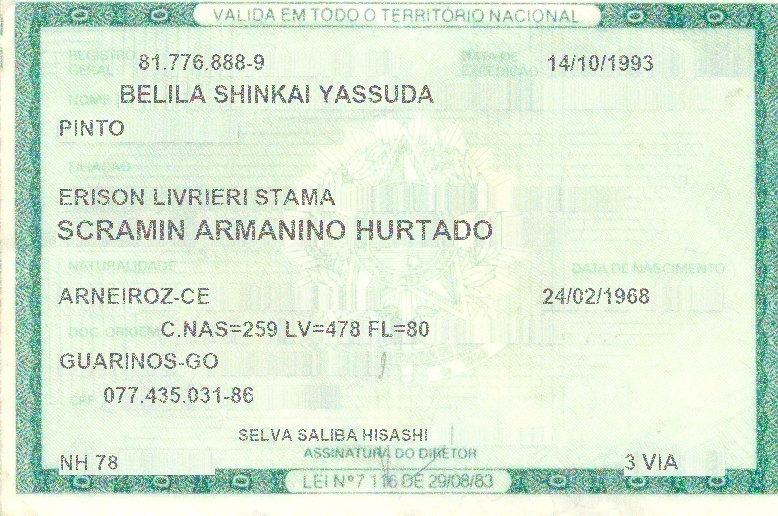 VALIDA EM TODO O TERRITÓRIO NACIONAL
REGISTRO GERAL 81.776.888-9 DATA DE EXPEDIÇÃO 14/10/1993
NOME BELILA SHINKAI YASSUDA
PINTO
FILIAÇÃO
ERISON LIVRIERI STAMA
SCRAMIN ARMANINO HURTADO
NATURALIDADE DATA DE NASCIMENTO
ARNEIROZ-CE 24/02/1968
DOC. ORIGEM C.NAS=259 LV=478 FL=80
GUARINOS-GO
CPF 077.435.031-86
SELVA SALIBA HISASHI
NH 78 ASSINATURA DO DIRETOR 3 VIA
LEI Nº 7 116 DE 29/08/83